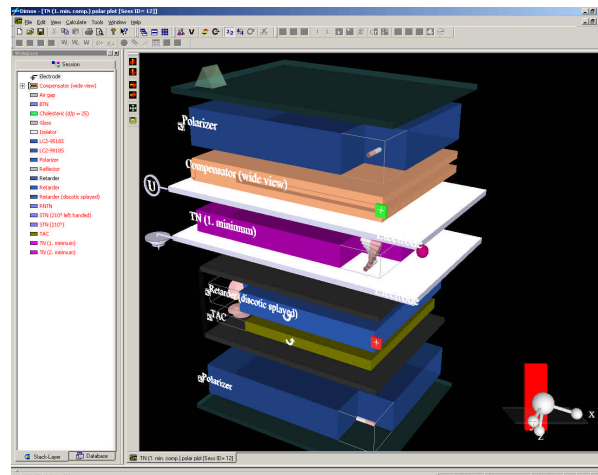 Dimos - [TN (1. min. comp.) polar plot [Sess ID= 12]]
File Edit View Calculate Tools Window Help
Session
Electrode
Compensator (wide view)
Air gap
BTN
Cholesteric (d/p = 25)
Glass
Isolator
LC2-95185
LC2-98185
Polarizer
Reflector
Retarder
Retarder
Retarder (discotic splayed)
RNTN
STN (210° left handed)
STN (210°)
TAC
TN (1. minimum)
TN (2. minimum)
Polarizer
Compensator (wide view)
U
TN (1. minimum)
Retarder (discotic splayed)
TAC
Polarizer
x
z
Stack-Layer
Database
TN (1. min. comp.) polar plot [Sess ID= 12]